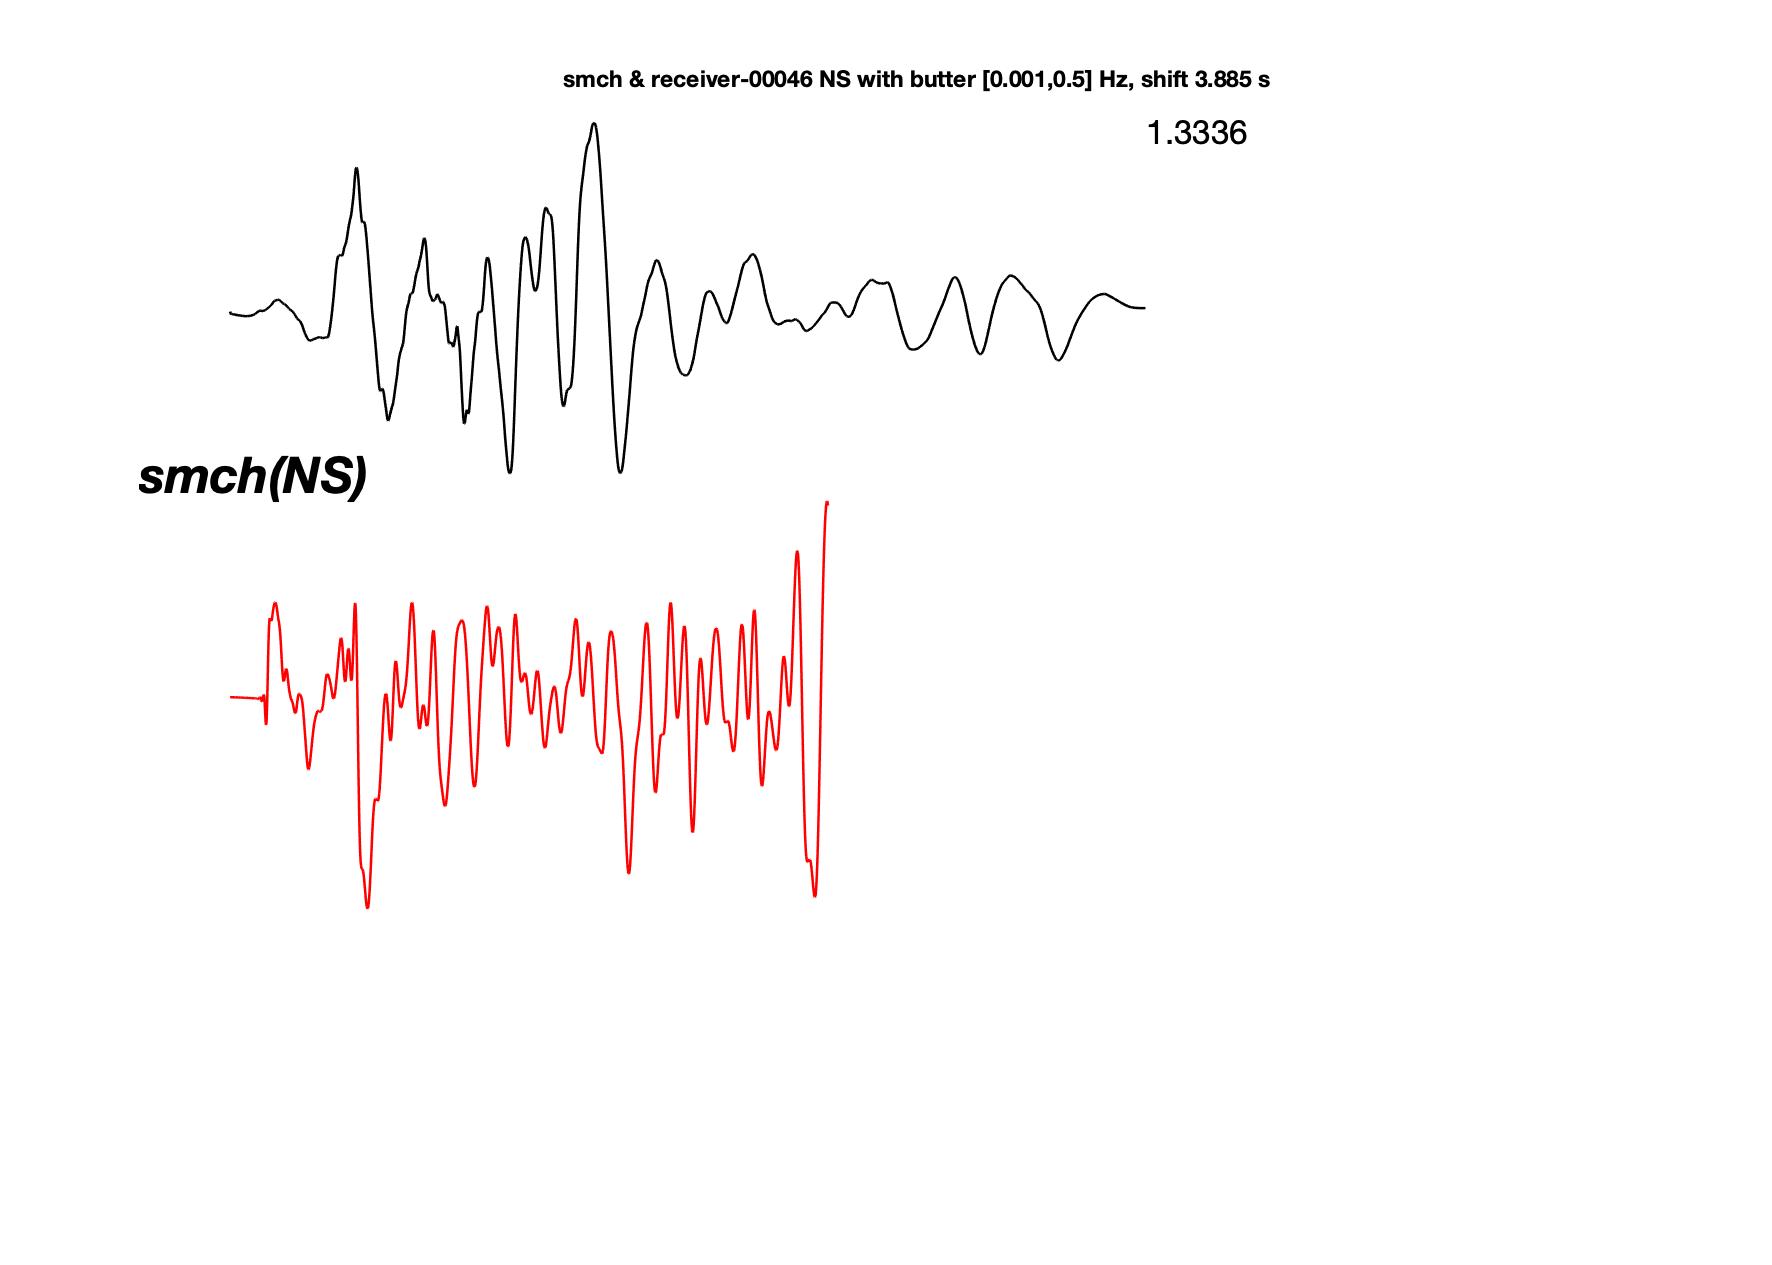 smch & receiver-00046 NS with butter [0.001,0.5] Hz, shift 3.885 s
1.3336
smch(NS)